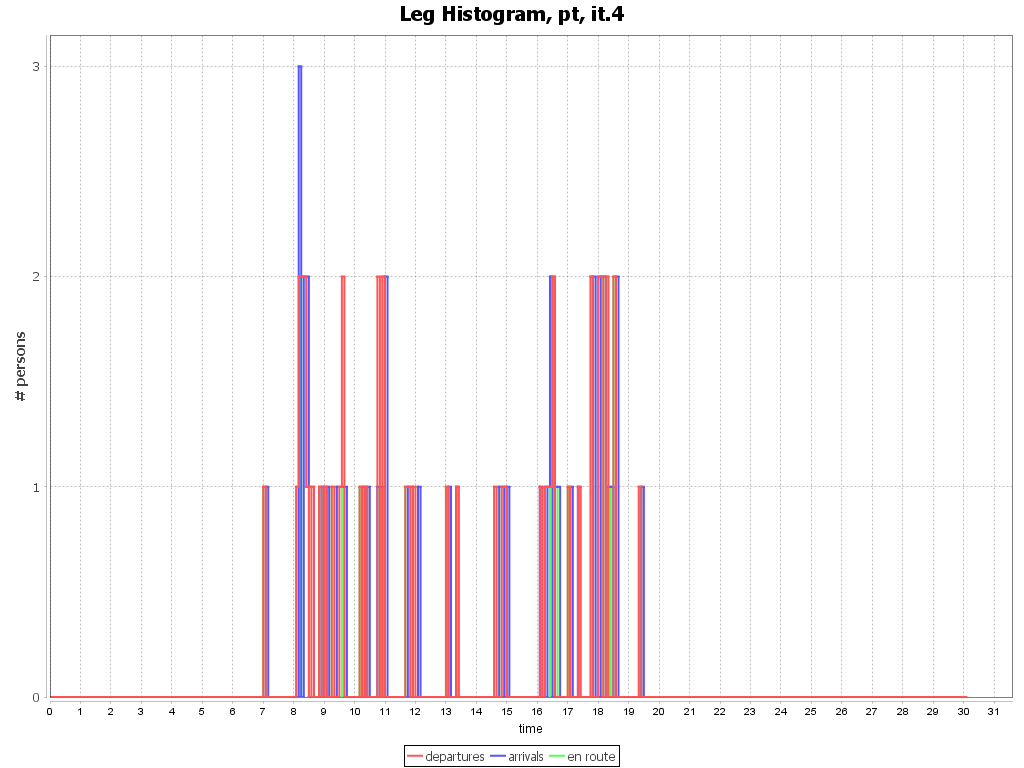 Leg Histogram, pt, it.4
# persons
3
2
1
0
0 1 2 3 4 5 6 7 8 9 10 11 12 13 14 15 16 17 18 19 20 21 22 23 24 25 26 27 28 29 30 31
time
departures arrivals en route